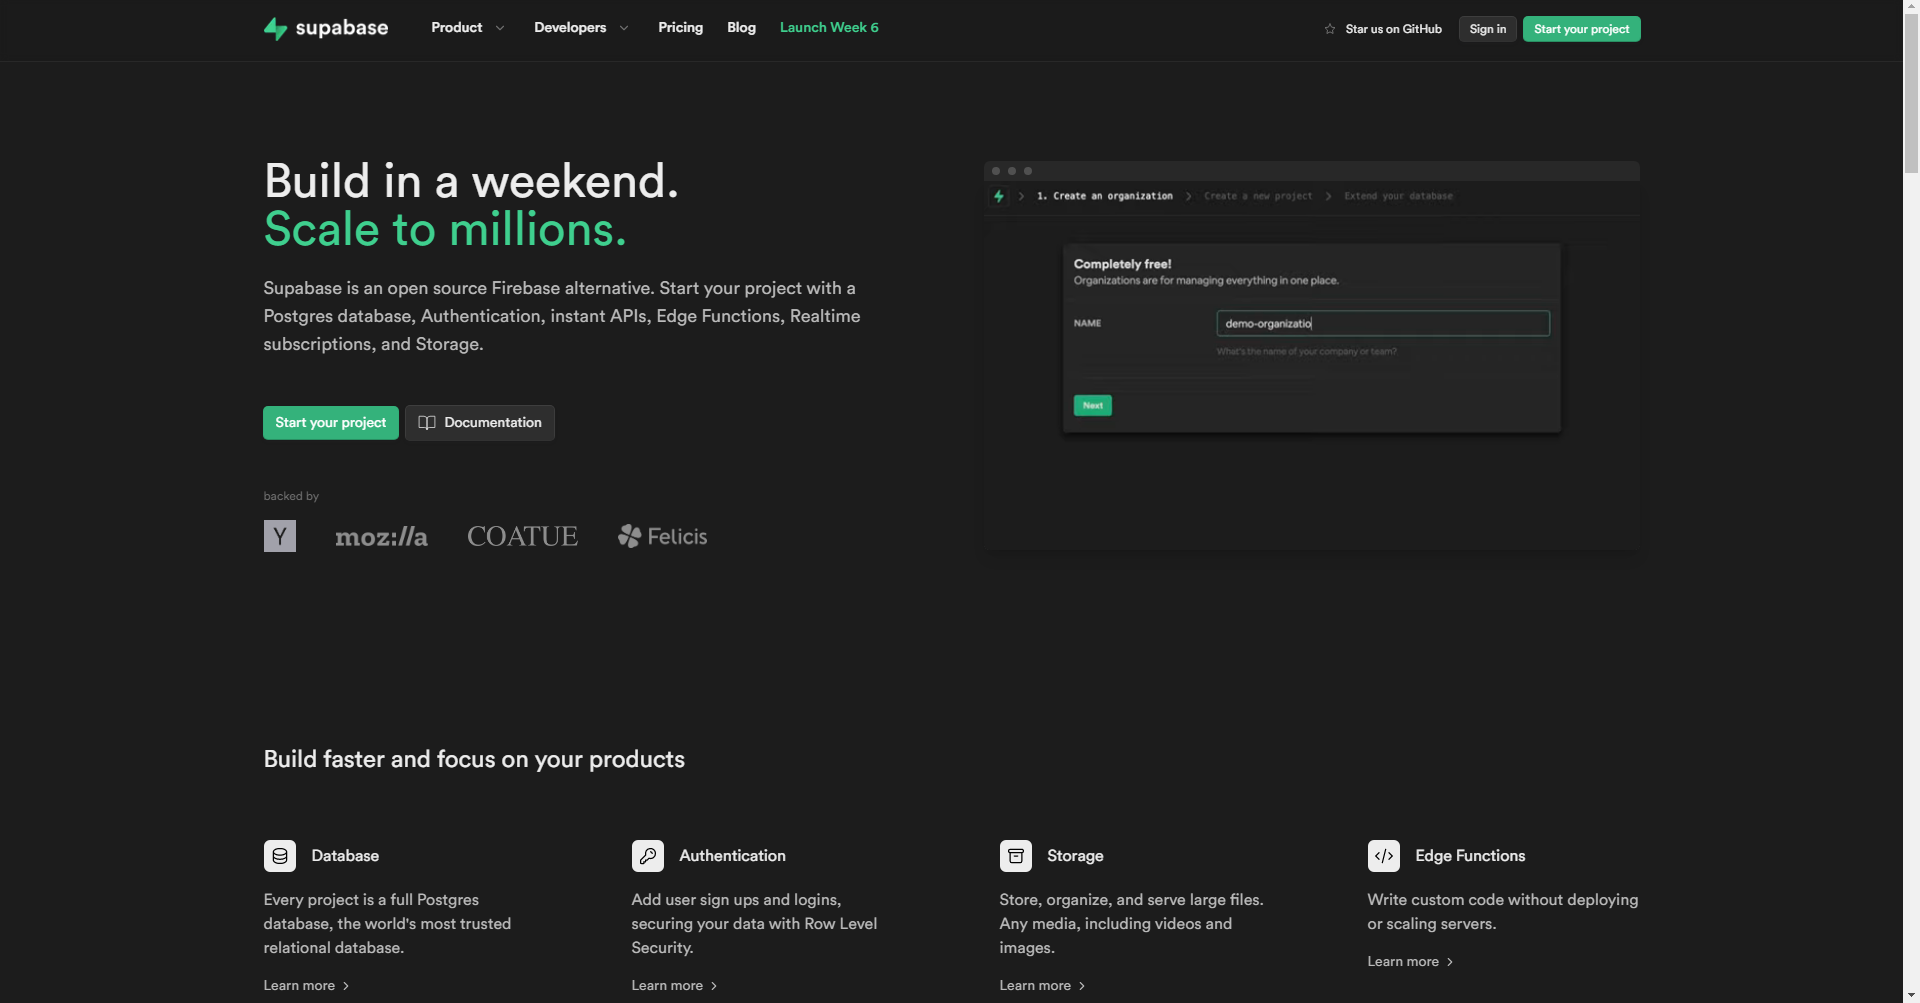 supabase
Product
Developers
Pricing
Blog
Launch Week 6
Star us on GitHub
Sign in
Start your project
Build in a weekend.
Scale to millions.
Supabase is an open source Firebase alternative. Start your project with a
Postgres database, Authentication, instant APIs, Edge Functions, Realtime
subscriptions, and Storage.
Start your project
Documentation
backed by
Y
moz://a
COATUE
Felicis
1. Create an organization
Create a new project
Extend your database
Completely free!
Organizations are for managing everything in one place.
NAME
demo-organizatio
What's the name of your company or team?
Next
Build faster and focus on your products
Database
Every project is a full Postgres
database, the world's most trusted
relational database.
Learn more
Authentication
Add user sign ups and logins,
securing your data with Row Level
Security.
Learn more
Storage
Store, organize, and serve large files.
Any media, including videos and
images.
Learn more
Edge Functions
Write custom code without deploying
or scaling servers.
Learn more